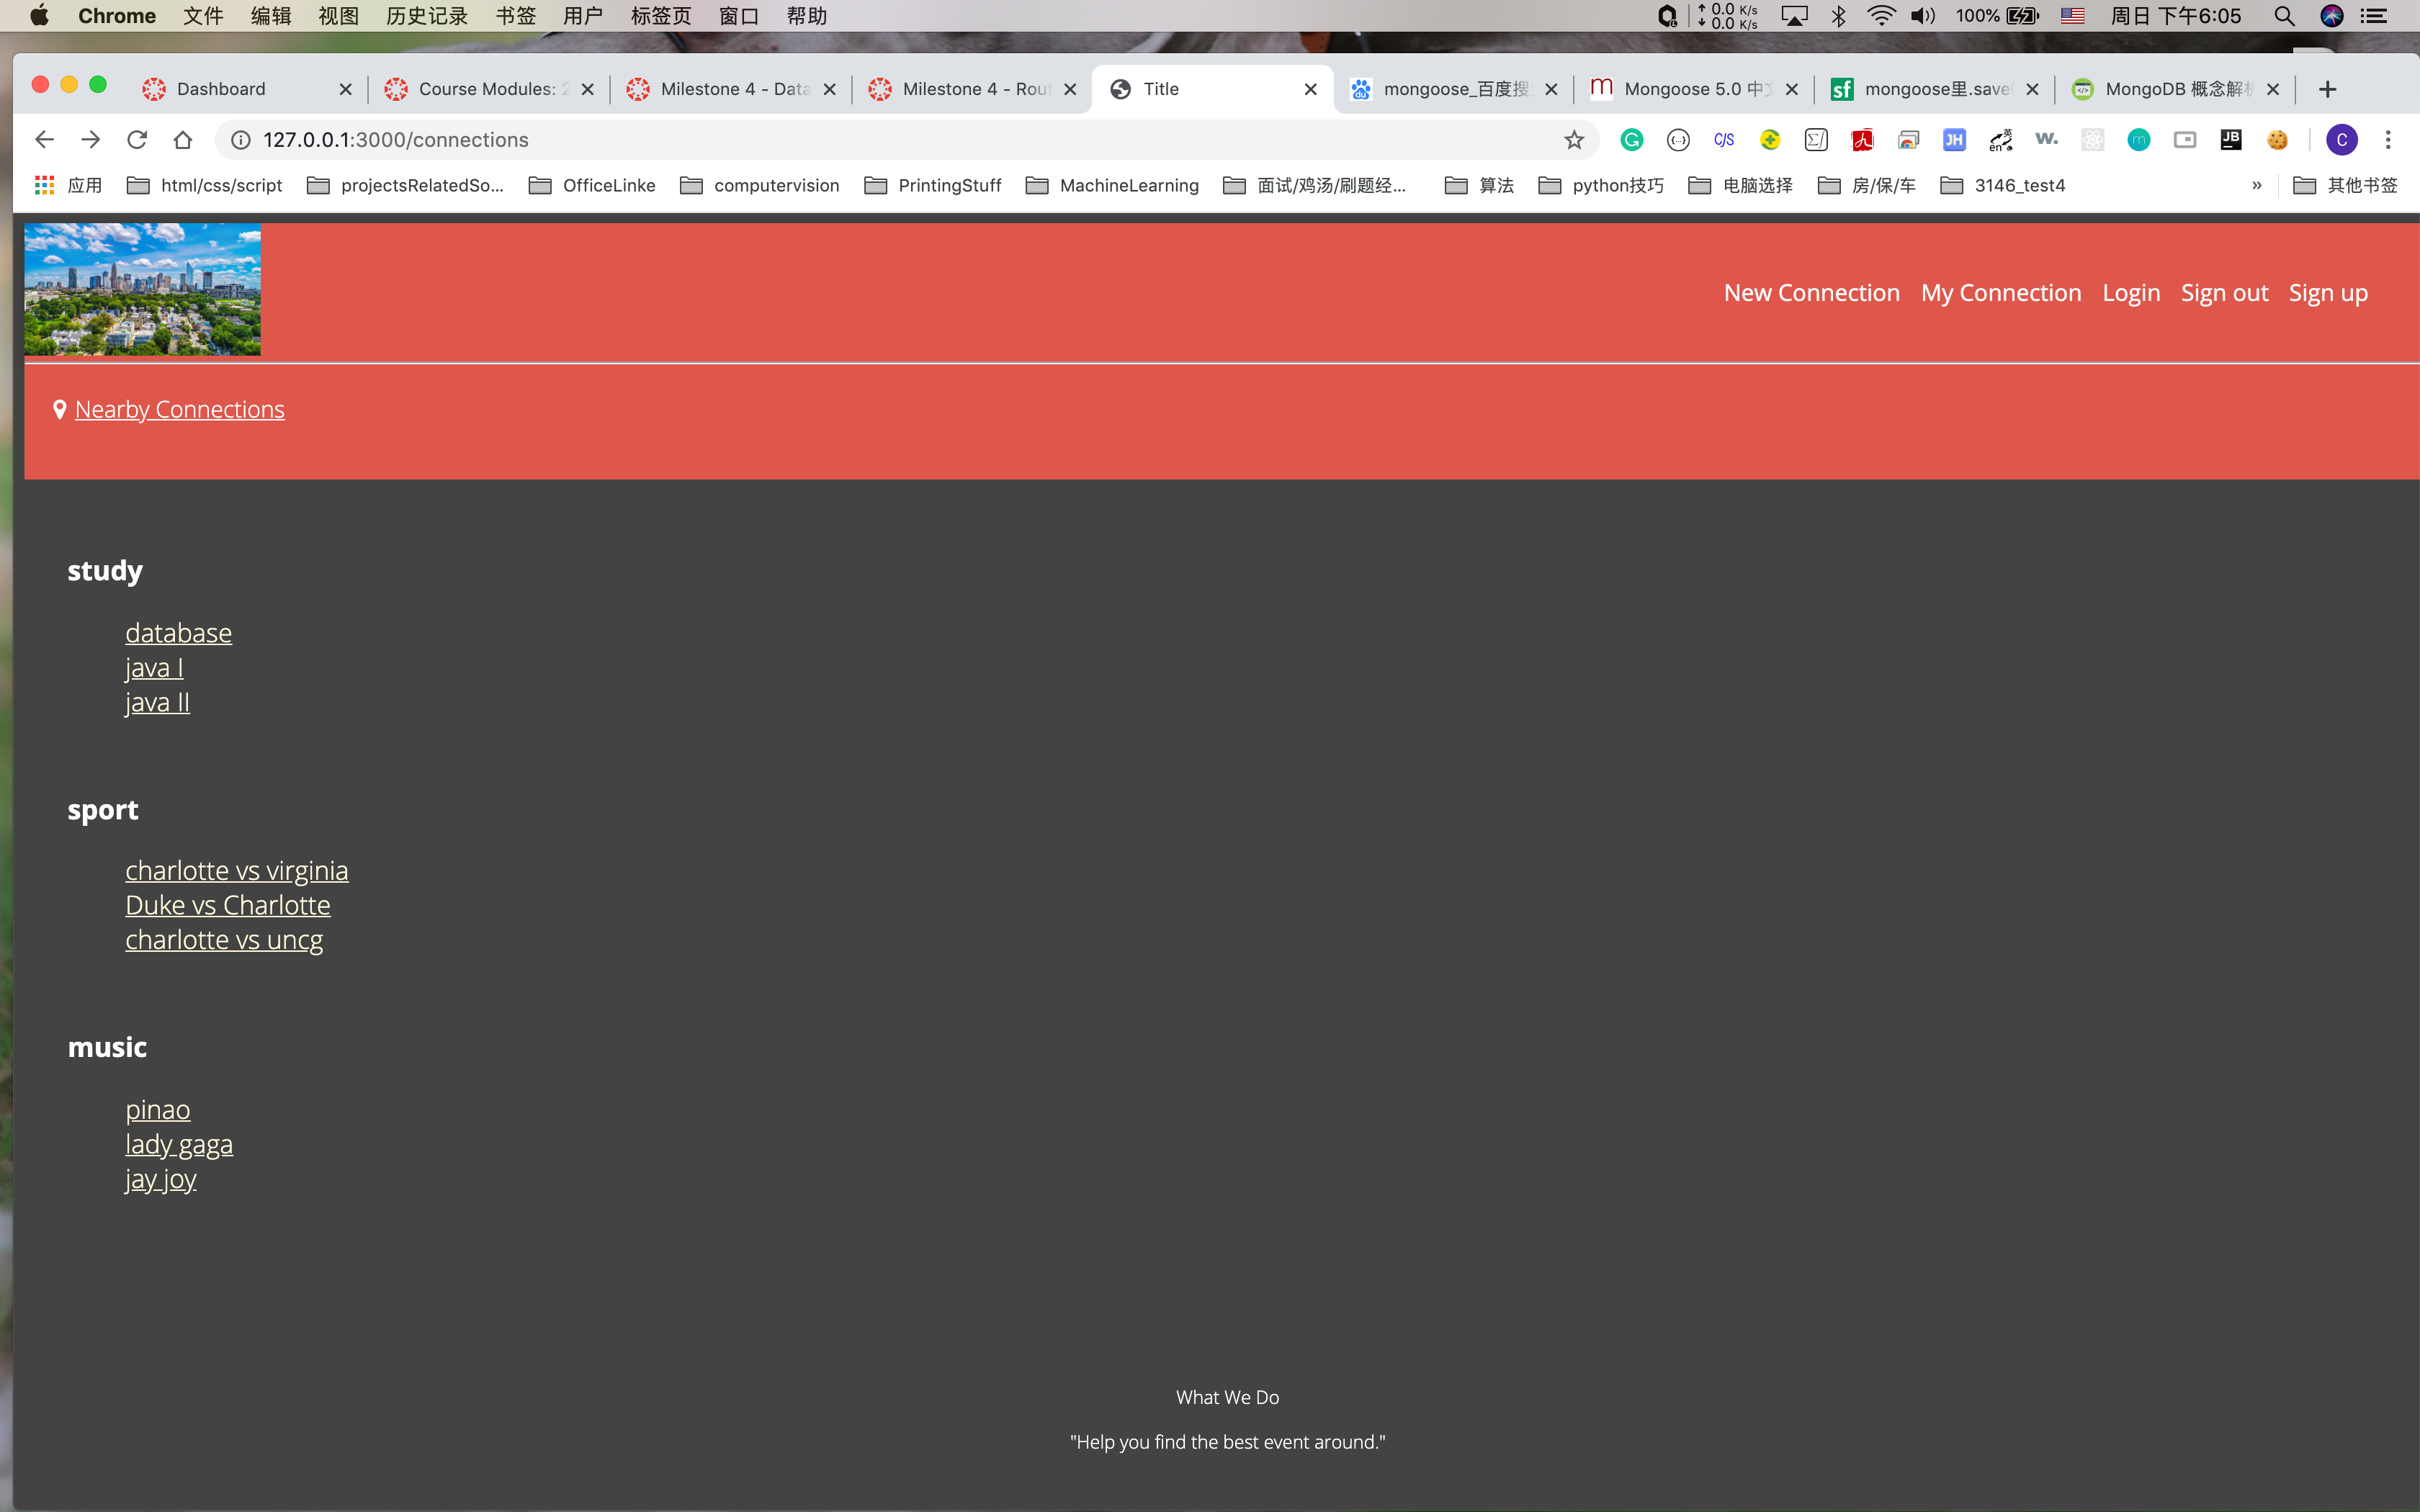 Chrome 文件 编辑 视图 历史记录 书签 用户 标签页 窗口 帮助 0.0 K/s 0.0 K/s 100% 周日 下午6:05
Dashboard Course Modules: 2 Milestone 4 - Data Milestone 4 - Rout Title mongoose_百度搜 Mongoose 5.0 中文 mongoose里.save( MongoDB 概念解析
127.0.0.1:3000/connections
应用 html/css/script projectsRelatedSo... OfficeLinke computervision PrintingStuff MachineLearning 面试/鸡汤/刷题经... 算法 python技巧 电脑选择 房/保/车 3146_test4 » 其他书签
New Connection My Connection Login Sign out Sign up
Nearby Connections
study
database
java I
java II
sport
charlotte vs virginia
Duke vs Charlotte
charlotte vs uncg
music
pinao
lady gaga
jay joy
What We Do
"Help you find the best event around."